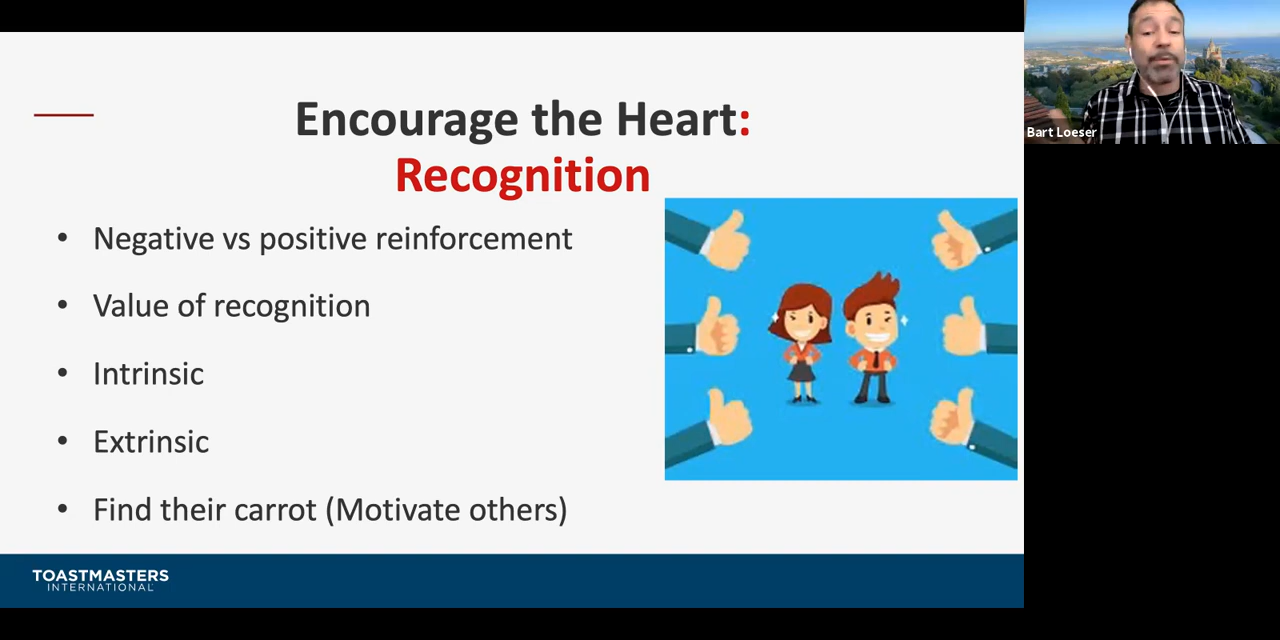 Encourage the Heart:
Recognition
• Negative vs positive reinforcement
• Value of recognition
• Intrinsic
• Extrinsic
• Find their carrot (Motivate others)
TOASTMASTERS
INTERNATIONAL
Bart Loeser